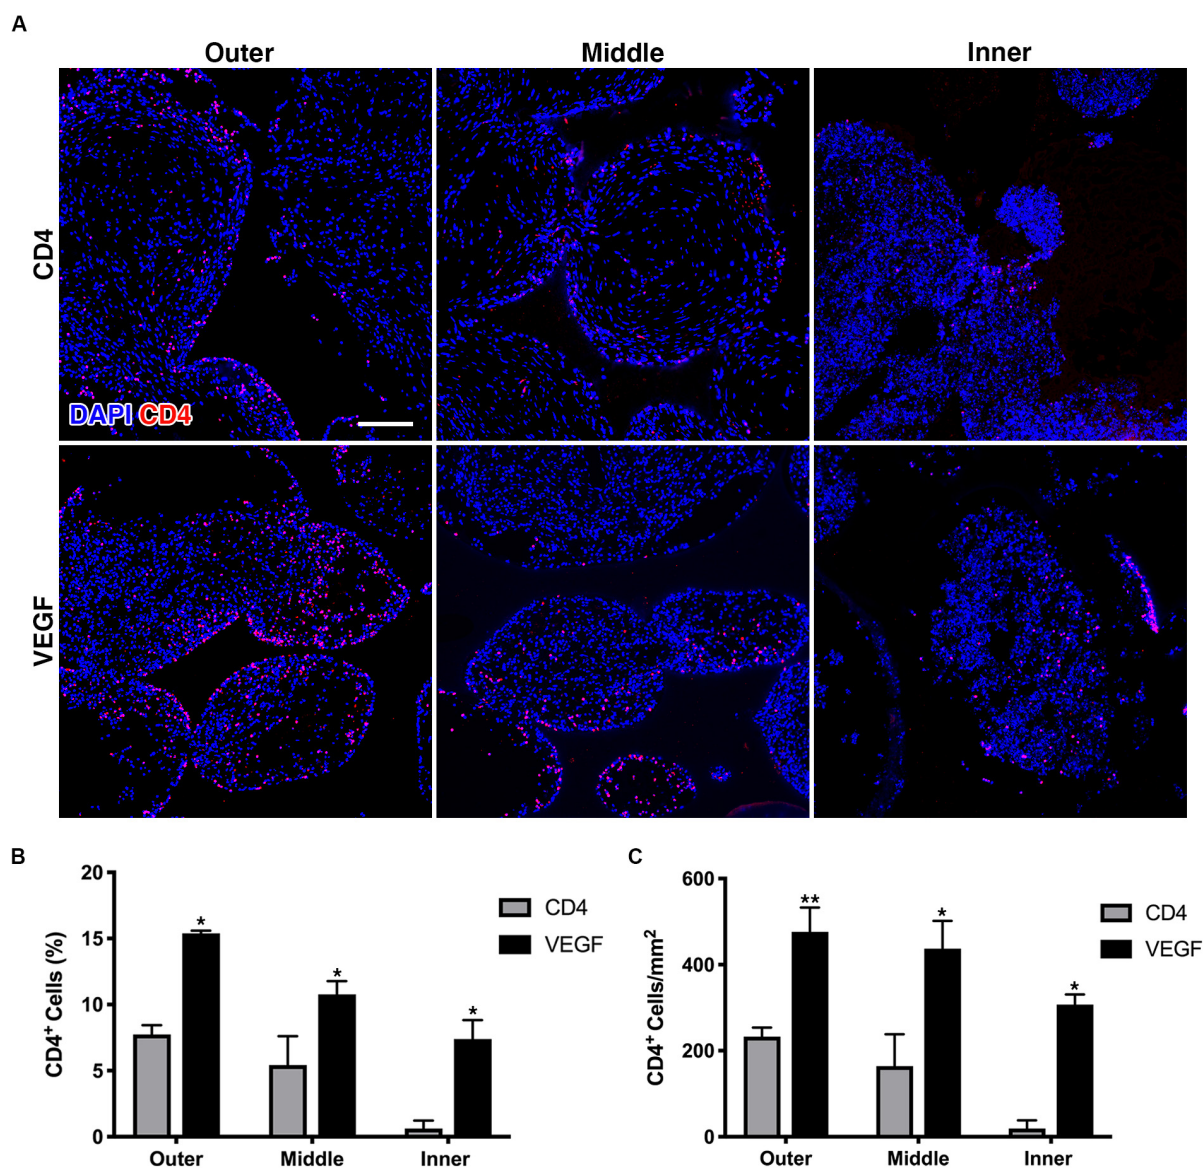 A
Outer Middle Inner
CD4
DAPI CD4
VEGF
B
20
15
10
5
0
CD4+ Cells (%)
CD4
VEGF
* * *
Outer Middle Inner
C
600
400
200
0
CD4+ Cells/mm2
CD4
VEGF
** * *
Outer Middle Inner